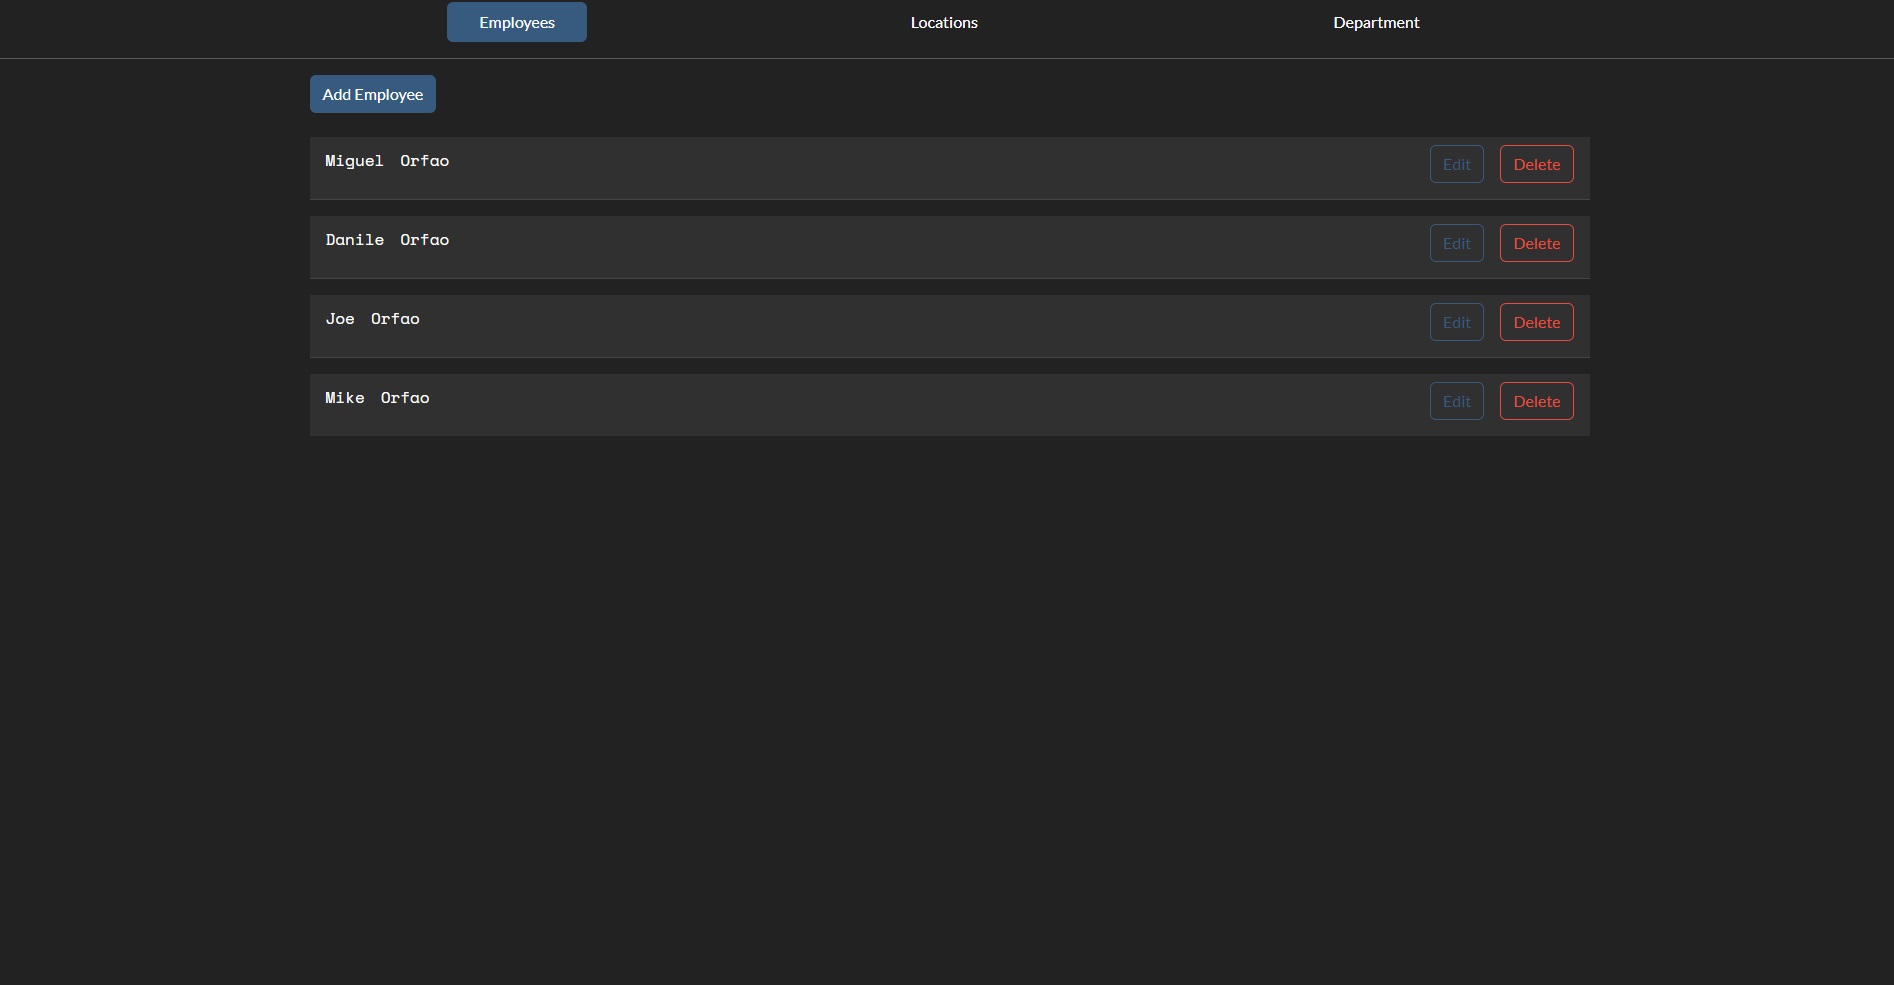 Employees Locations Department
Add Employee
Miguel Orfao Edit Delete
Danile Orfao Edit Delete
Joe Orfao Edit Delete
Mike Orfao Edit Delete